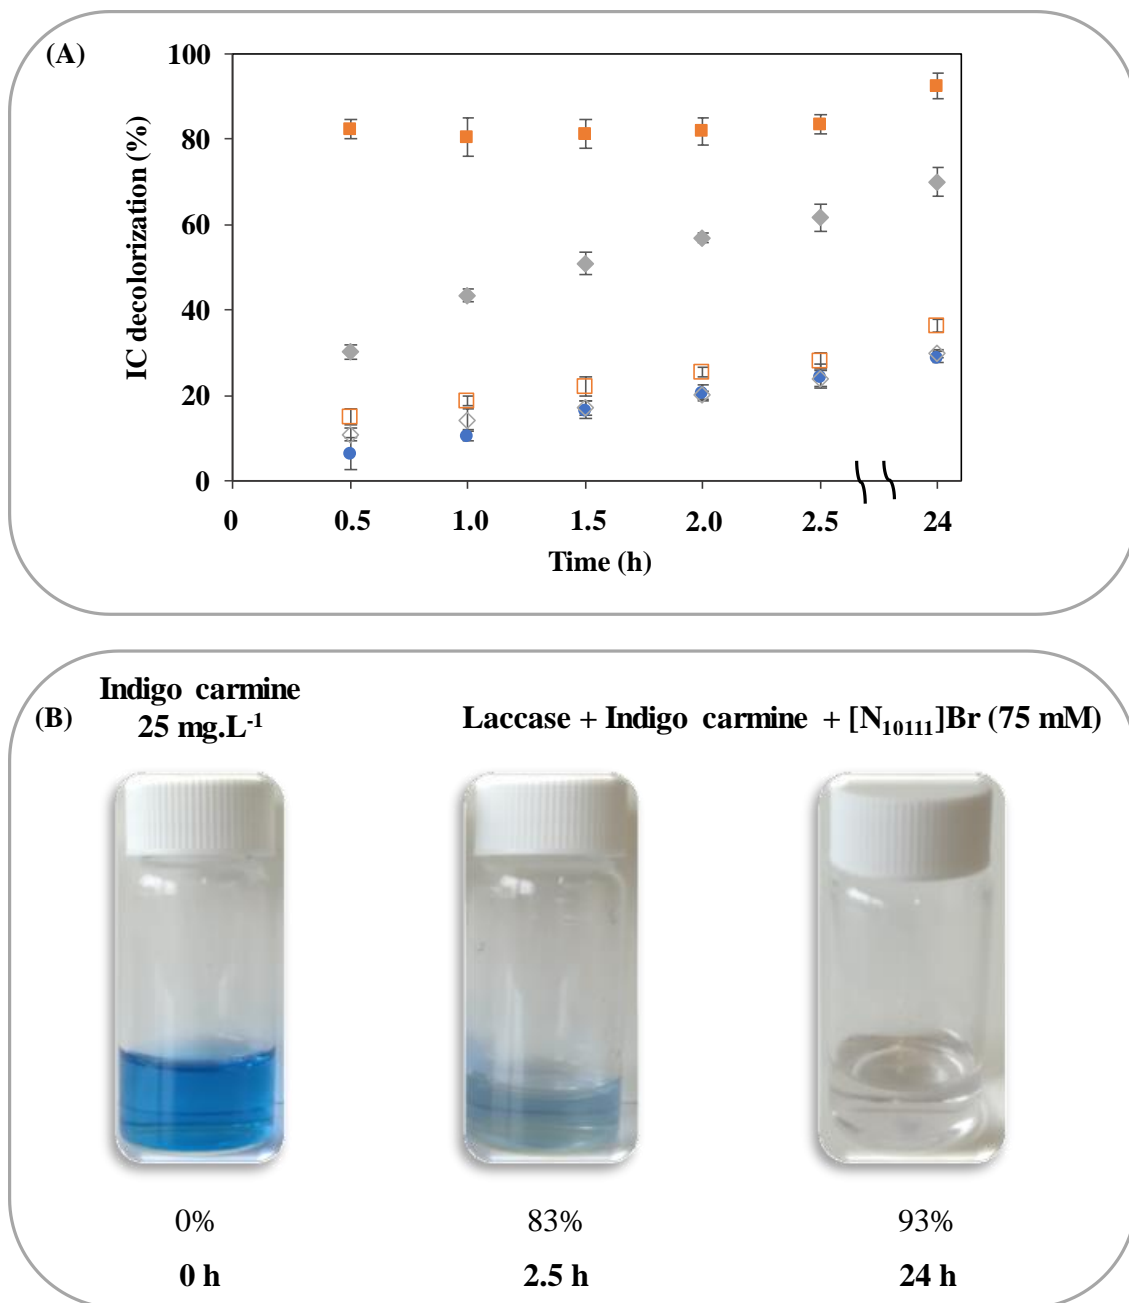 (A)
100
80
60
40
20
0
IC decolorization (%)
0 0.5 1.0 1.5 2.0 2.5 24
Time (h)
(B)
Indigo carmine
25 mg.L⁻¹
Laccase + Indigo carmine + [N₁₀₁₁₁]Br (75 mM)
0% 83% 93%
0 h 2.5 h 24 h